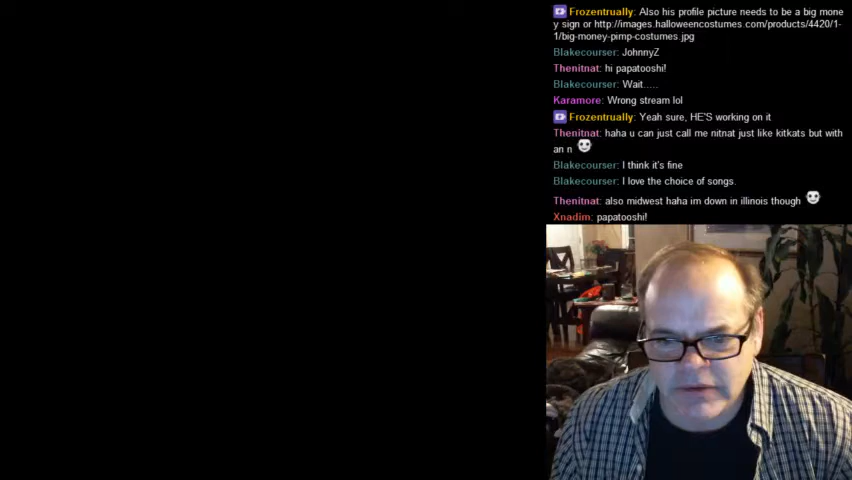 Frozentrually: Also his profile picture needs to be a big mone
y sign or http://images.halloweencostumes.com/products/4420/1-
1/big-money-pimp-costumes.jpg
Blakecourser: JohnnyZ
Thenitnat: hi papatooshi!
Blakecourser: Wait.....
Karamore: Wrong stream lol
Frozentrually: Yeah sure, HE'S working on it
Thenitnat: haha u can just call me nitnat just like kitkats but with
an n
Blakecourser: I think it's fine
Blakecourser: I love the choice of songs.
Thenitnat: also midwest haha im down in illinois though
Xnadim: papatooshi!